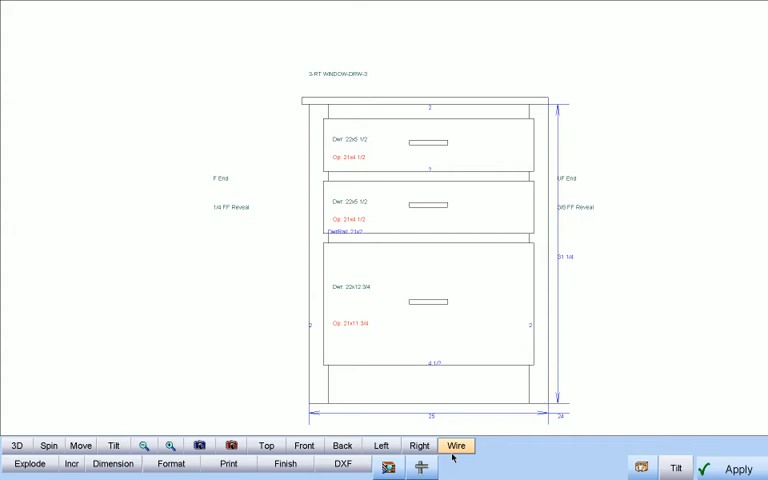 3-RT WINDOW-DRW-3
2
Dwr: 22x5 1/2
Op: 21x4 1/2
2
F End
UF End
Dwr: 22x5 1/2
1/4 FF Reveal
3/8 FF Reveal
Op: 21x4 1/2
DwrRail: 21x2
31 1/4
Dwr: 22x12 3/4
Op: 21x11 3/4
2
2
4 1/2
25
24
3D Spin Move Tilt Top Front Back Left Right Wire
Explode Incr Dimension Format Print Finish DXF Tilt Apply